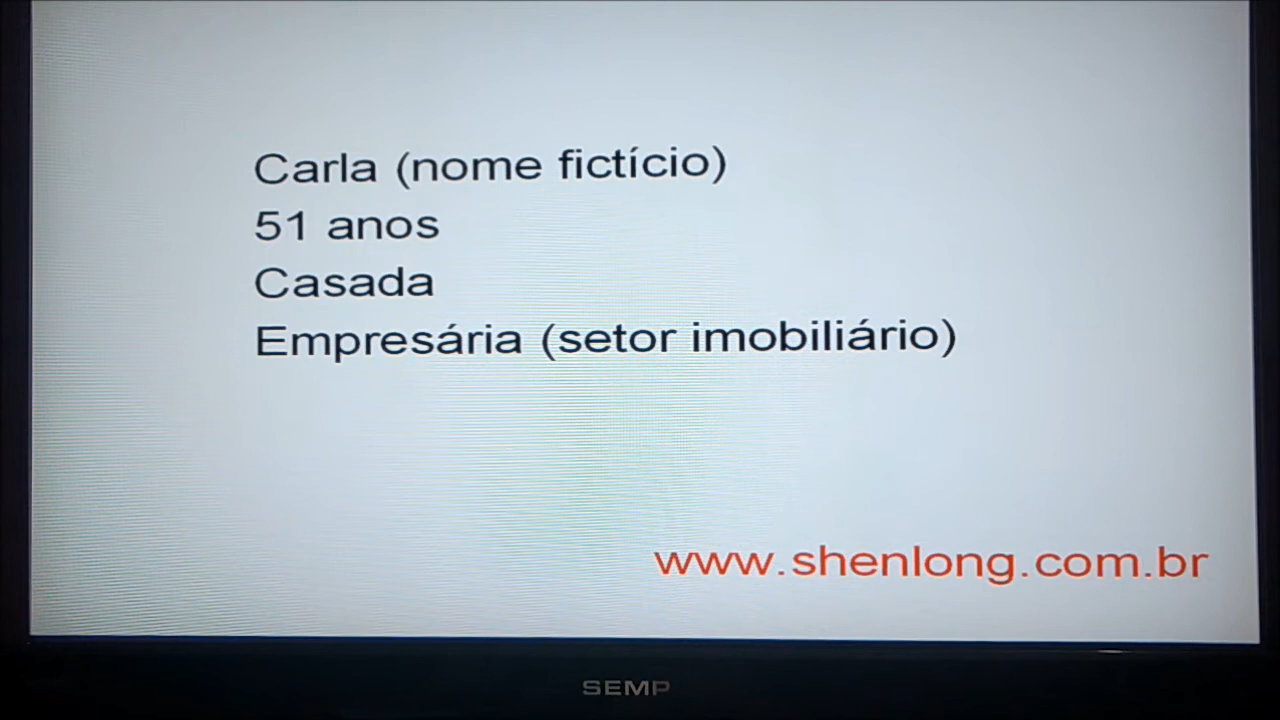 Carla (nome fictício)
51 anos
Casada
Empresária (setor imobiliário)
www.shenlong.com.br
SEMP